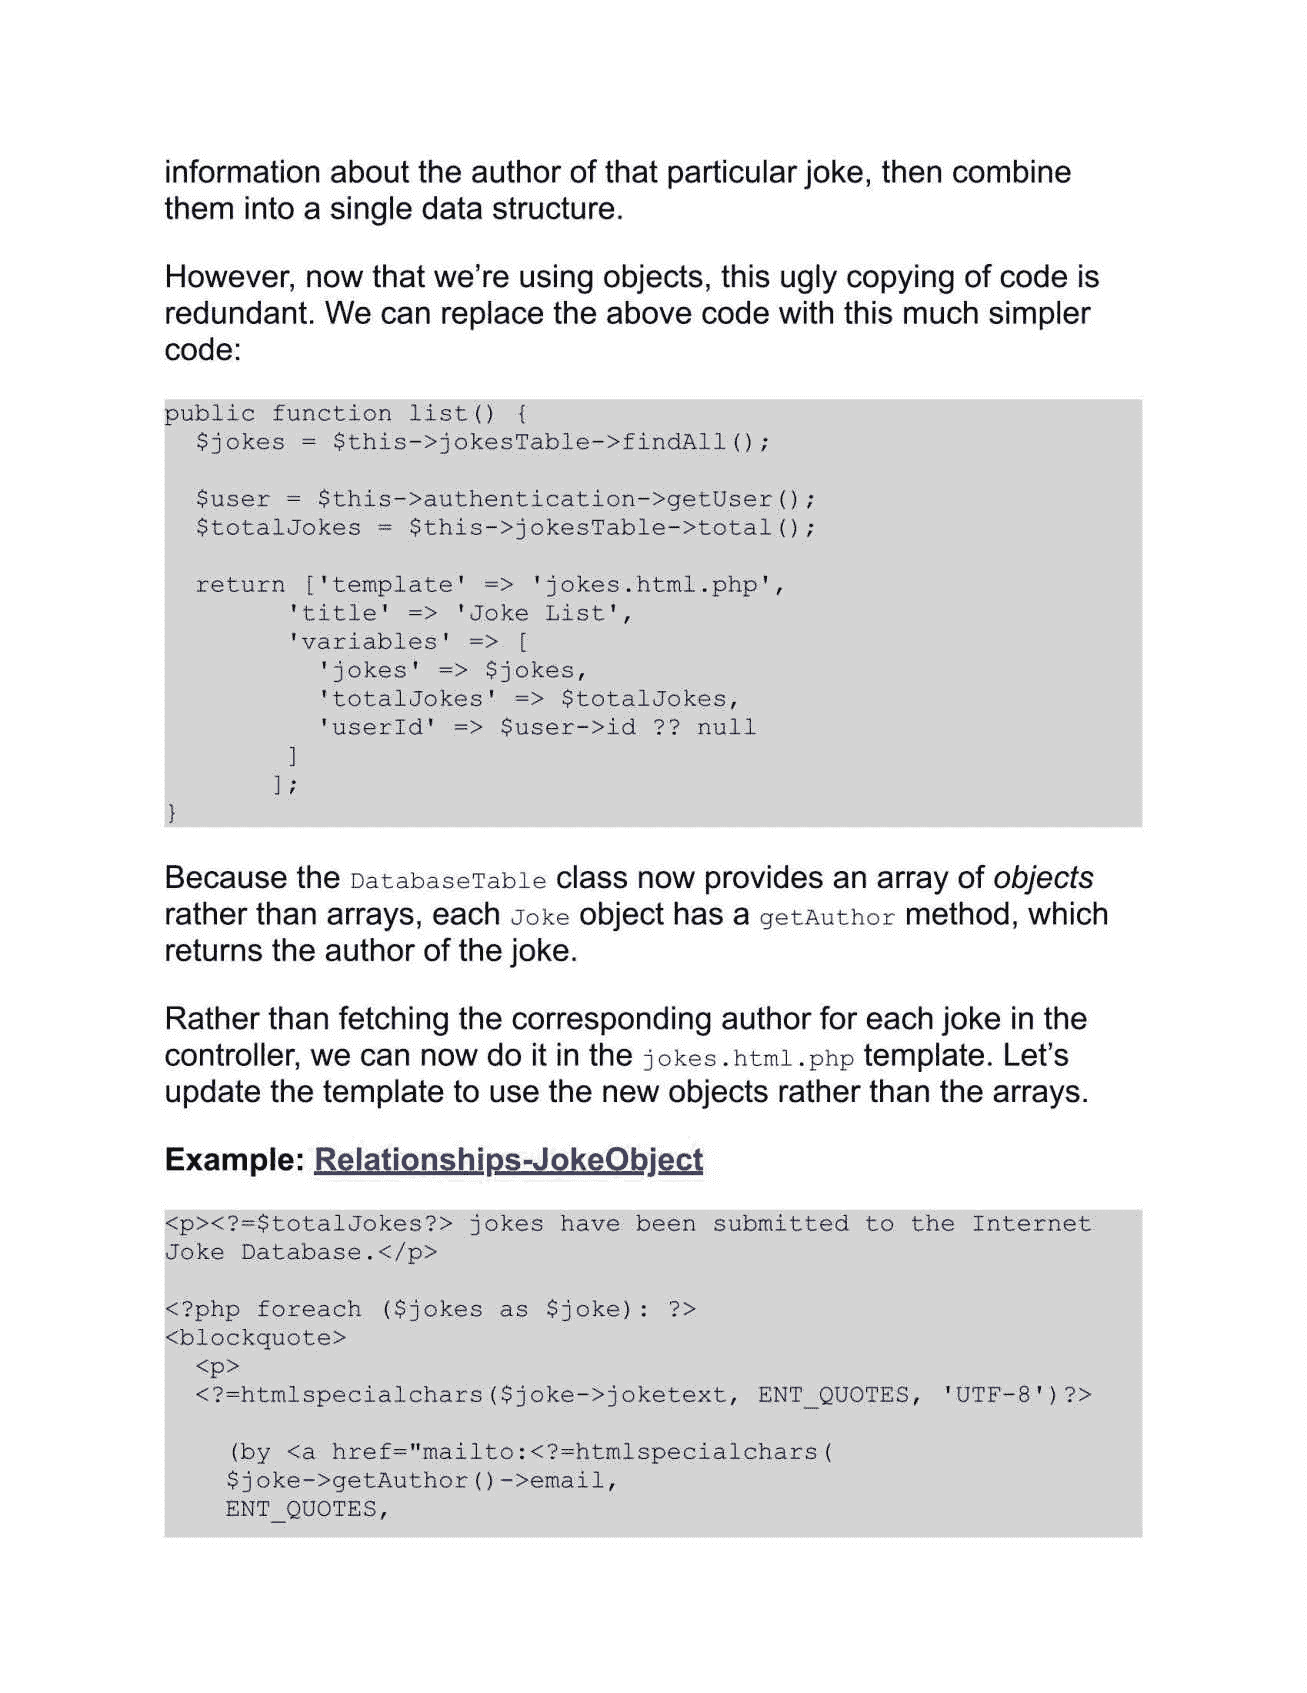 information about the author of that particular joke, then combine
them into a single data structure.
However, now that we’re using objects, this ugly copying of code is
redundant. We can replace the above code with this much simpler
code:
public function list() {
  $jokes = $this->jokesTable->findAll();

  $user = $this->authentication->getUser();
  $totalJokes = $this->jokesTable->total();

  return ['template' => 'jokes.html.php',
        'title' => 'Joke List',
        'variables' => [
          'jokes' => $jokes,
          'totalJokes' => $totalJokes,
          'userId' => $user->id ?? null
        ]
       ];
}
Because the DatabaseTable class now provides an array of objects
rather than arrays, each Joke object has a getAuthor method, which
returns the author of the joke.
Rather than fetching the corresponding author for each joke in the
controller, we can now do it in the jokes.html.php template. Let’s
update the template to use the new objects rather than the arrays.
Example: Relationships-JokeObject
<p><?=$totalJokes?> jokes have been submitted to the Internet
Joke Database.</p>

<?php foreach ($jokes as $joke): ?>
<blockquote>
  <p>
  <?=htmlspecialchars($joke->joketext, ENT_QUOTES, 'UTF-8')?>

    (by <a href="mailto:<?=htmlspecialchars(
    $joke->getAuthor()->email,
    ENT_QUOTES,